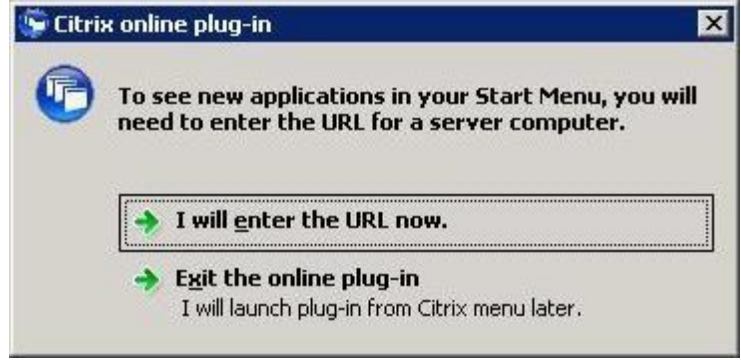 Citrix online plug-in
To see new applications in your Start Menu, you will
need to enter the URL for a server computer.
I will enter the URL now.
Exit the online plug-in
I will launch plug-in from Citrix menu later.